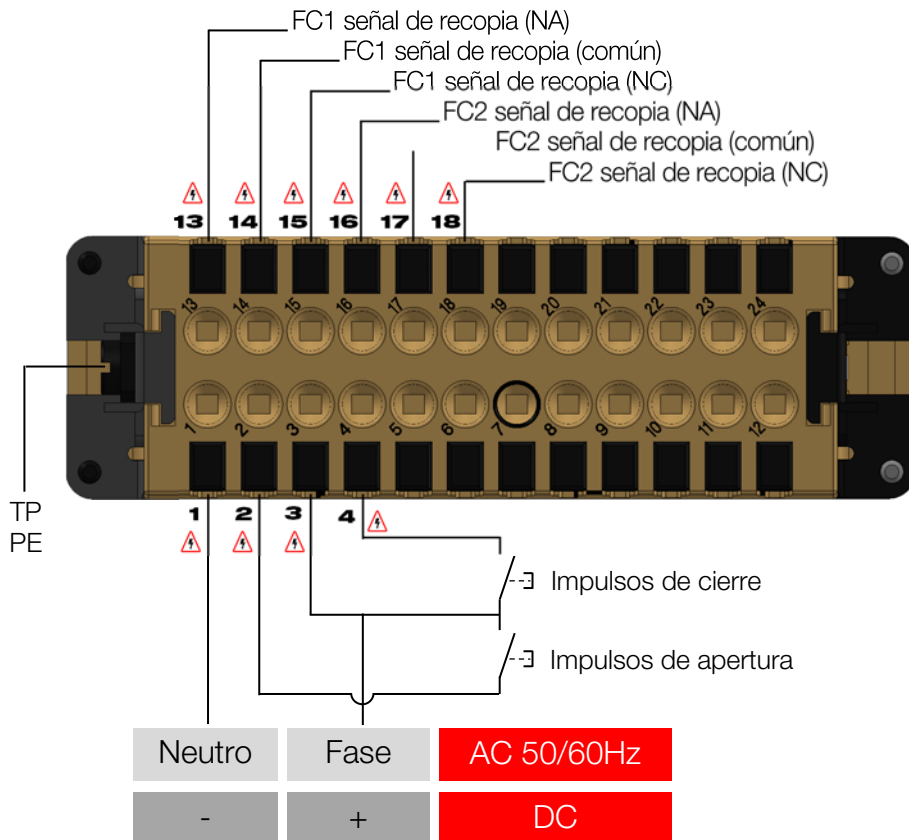 FC1 señal de recopia (NA)
FC1 señal de recopia (común)
FC1 señal de recopia (NC)
FC2 señal de recopia (NA)
FC2 señal de recopia (común)
FC2 señal de recopia (NC)
13 14 15 16 17 18
13 14 15 16 17 18 19 20 21 22 23 24
1 2 3 4 5 6 7 8 9 10 11 12
TP
PE
1 2 3 4
Impulsos de cierre
Impulsos de apertura
Neutro Fase AC 50/60Hz
- + DC